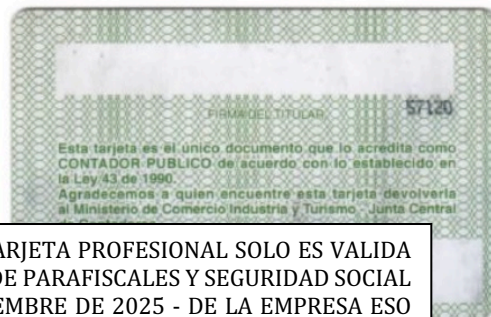 FIRMA DEL TITULAR
57120
Esta tarjeta es el único documento que lo acredita como
CONTADOR PUBLICO de acuerdo con lo establecido en
la Ley 43 de 1990.
Agradecemos a quien encuentre esta tarjeta devolverla
al Ministerio de Comercio Industria y Turismo - Junta Central
de Contadores
ARJETA PROFESIONAL SOLO ES VALIDA
DE PARAFISCALES Y SEGURIDAD SOCIAL
EMBRE DE 2025 - DE LA EMPRESA ESO